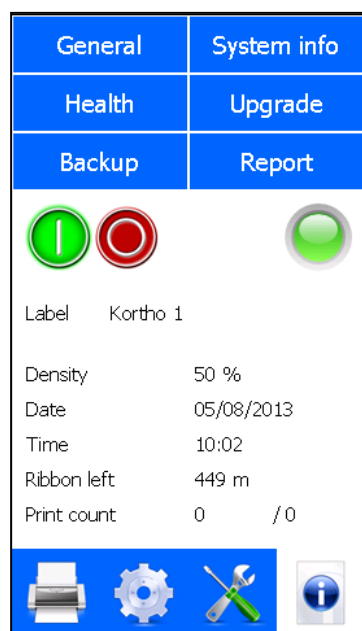 General System info
Health Upgrade
Backup Report
Label Kortho 1
Density 50 %
Date 05/08/2013
Time 10:02
Ribbon left 449 m
Print count 0 / 0